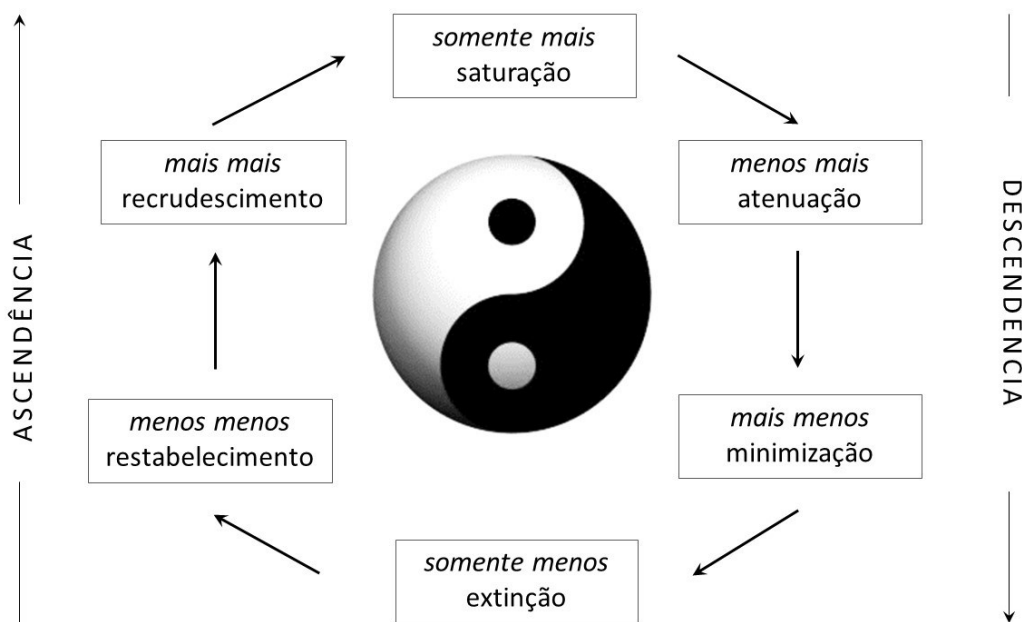 somente mais
saturação
mais mais
recrudescimento
menos mais
atenuação
ASCENDÊNCIA
DESCENDENCIA
menos menos
restabelecimento
mais menos
minimização
somente menos
extinção